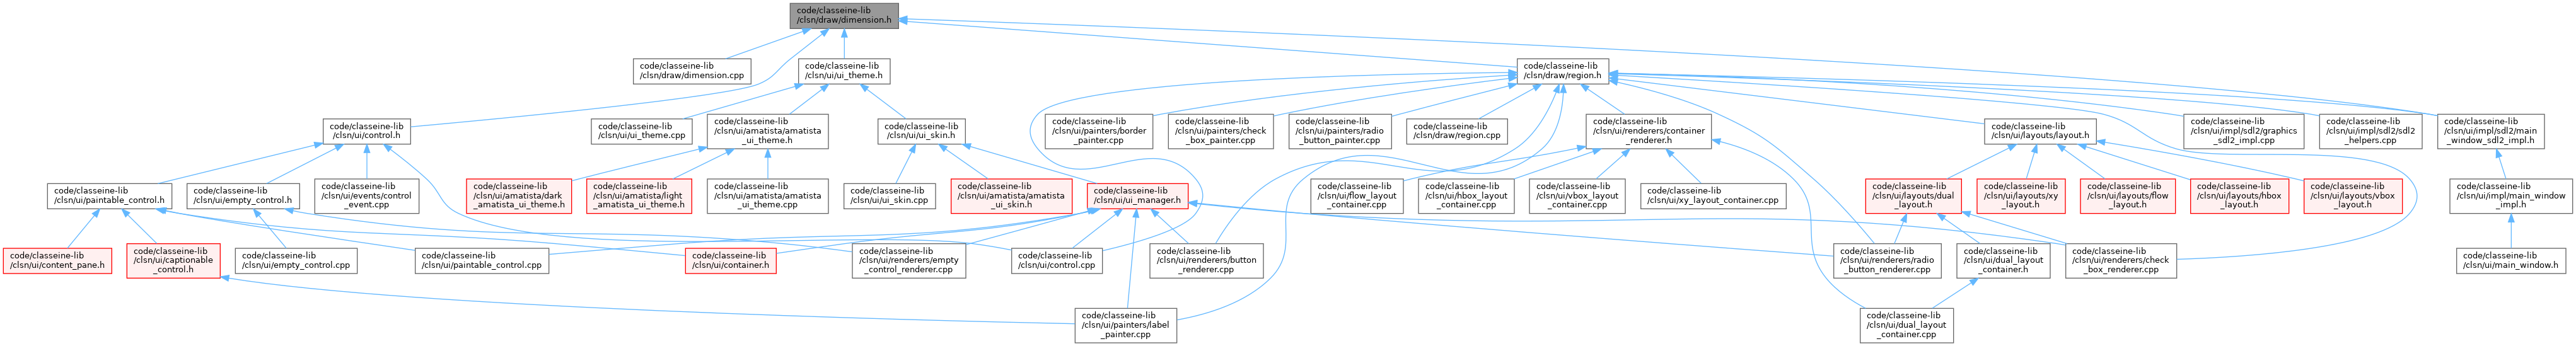 code/classeine-lib
/clsn/draw/dimension.h
code/classeine-lib
/clsn/draw/dimension.cpp
code/classeine-lib
/clsn/ui/ui_theme.h
code/classeine-lib
/clsn/draw/region.h
code/classeine-lib
/clsn/ui/control.h
code/classeine-lib
/clsn/ui/ui_theme.cpp
code/classeine-lib
/clsn/ui/amatista/amatista
_ui_theme.h
code/classeine-lib
/clsn/ui/ui_skin.h
code/classeine-lib
/clsn/ui/painters/border
_painter.cpp
code/classeine-lib
/clsn/ui/painters/check
_box_painter.cpp
code/classeine-lib
/clsn/ui/painters/radio
_button_painter.cpp
code/classeine-lib
/clsn/draw/region.cpp
code/classeine-lib
/clsn/ui/renderers/container
_renderer.h
code/classeine-lib
/clsn/ui/layouts/layout.h
code/classeine-lib
/clsn/ui/impl/sdl2/graphics
_sdl2_impl.cpp
code/classeine-lib
/clsn/ui/impl/sdl2/sdl2
_helpers.cpp
code/classeine-lib
/clsn/ui/impl/sdl2/main
_window_sdl2_impl.h
code/classeine-lib
/clsn/ui/paintable_control.h
code/classeine-lib
/clsn/ui/empty_control.h
code/classeine-lib
/clsn/ui/events/control
_event.cpp
code/classeine-lib
/clsn/ui/amatista/dark
_amatista_ui_theme.h
code/classeine-lib
/clsn/ui/amatista/light
_amatista_ui_theme.h
code/classeine-lib
/clsn/ui/amatista/amatista
_ui_theme.cpp
code/classeine-lib
/clsn/ui/ui_skin.cpp
code/classeine-lib
/clsn/ui/amatista/amatista
_ui_skin.h
code/classeine-lib
/clsn/ui/ui_manager.h
code/classeine-lib
/clsn/ui/flow_layout
_container.cpp
code/classeine-lib
/clsn/ui/hbox_layout
_container.cpp
code/classeine-lib
/clsn/ui/vbox_layout
_container.cpp
code/classeine-lib
/clsn/ui/xy_layout_container.cpp
code/classeine-lib
/clsn/ui/layouts/dual
_layout.h
code/classeine-lib
/clsn/ui/layouts/xy
_layout.h
code/classeine-lib
/clsn/ui/layouts/flow
_layout.h
code/classeine-lib
/clsn/ui/layouts/hbox
_layout.h
code/classeine-lib
/clsn/ui/layouts/vbox
_layout.h
code/classeine-lib
/clsn/ui/impl/main_window
_impl.h
code/classeine-lib
/clsn/ui/content_pane.h
code/classeine-lib
/clsn/ui/captionable
_control.h
code/classeine-lib
/clsn/ui/empty_control.cpp
code/classeine-lib
/clsn/ui/paintable_control.cpp
code/classeine-lib
/clsn/ui/container.h
code/classeine-lib
/clsn/ui/renderers/empty
_control_renderer.cpp
code/classeine-lib
/clsn/ui/control.cpp
code/classeine-lib
/clsn/ui/renderers/button
_renderer.cpp
code/classeine-lib
/clsn/ui/renderers/radio
_button_renderer.cpp
code/classeine-lib
/clsn/ui/dual_layout
_container.h
code/classeine-lib
/clsn/ui/renderers/check
_box_renderer.cpp
code/classeine-lib
/clsn/ui/main_window.h
code/classeine-lib
/clsn/ui/painters/label
_painter.cpp
code/classeine-lib
/clsn/ui/dual_layout
_container.cpp